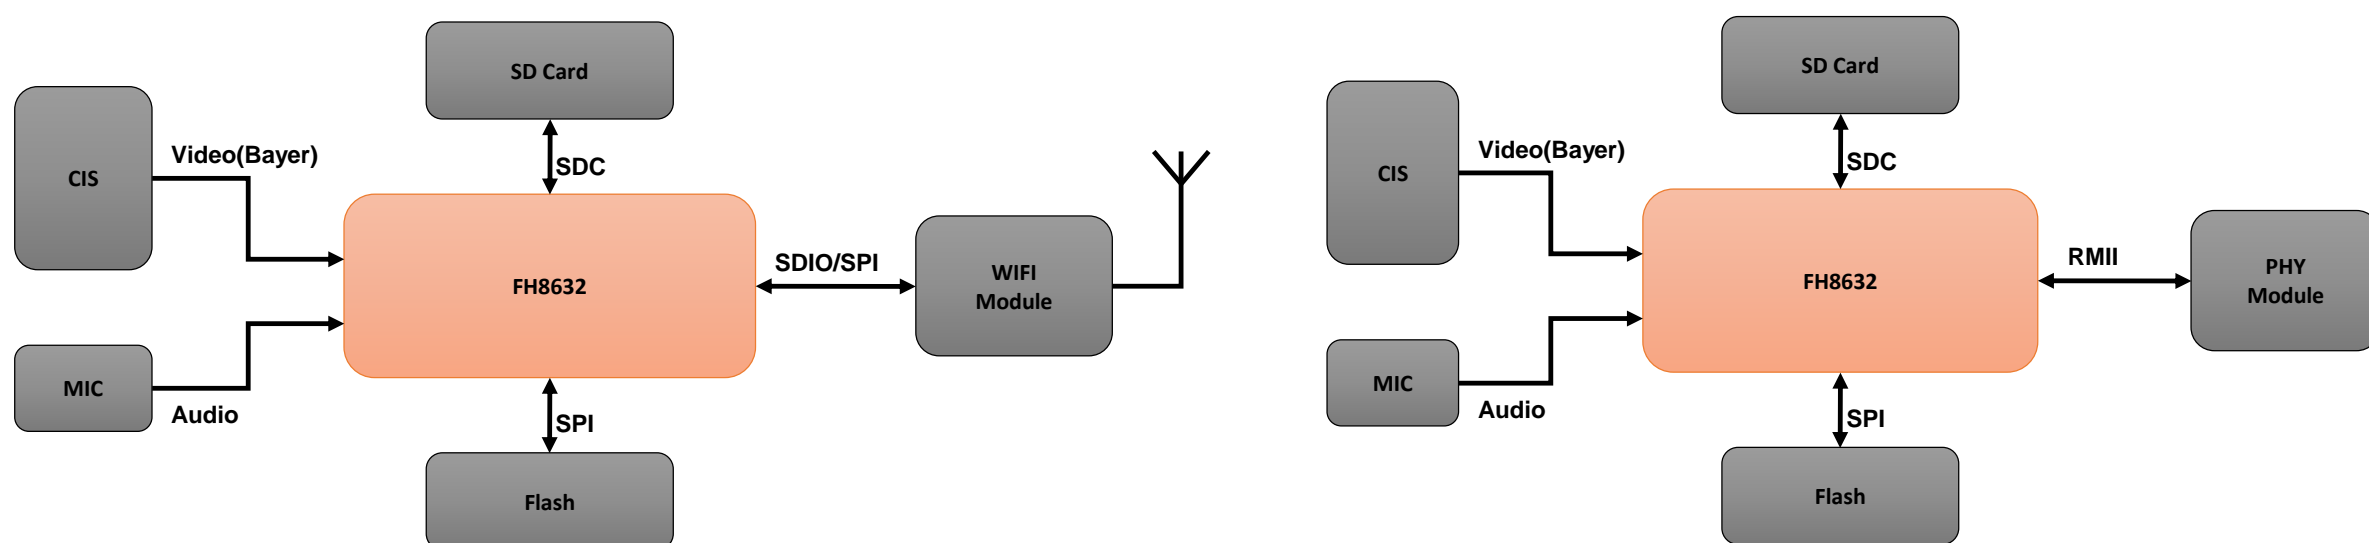 SD Card
CIS
Video(Bayer)
SDC
FH8632
SDIO/SPI
WIFI
Module
MIC
Audio
SPI
Flash
SD Card
CIS
Video(Bayer)
SDC
FH8632
RMII
PHY
Module
MIC
Audio
SPI
Flash